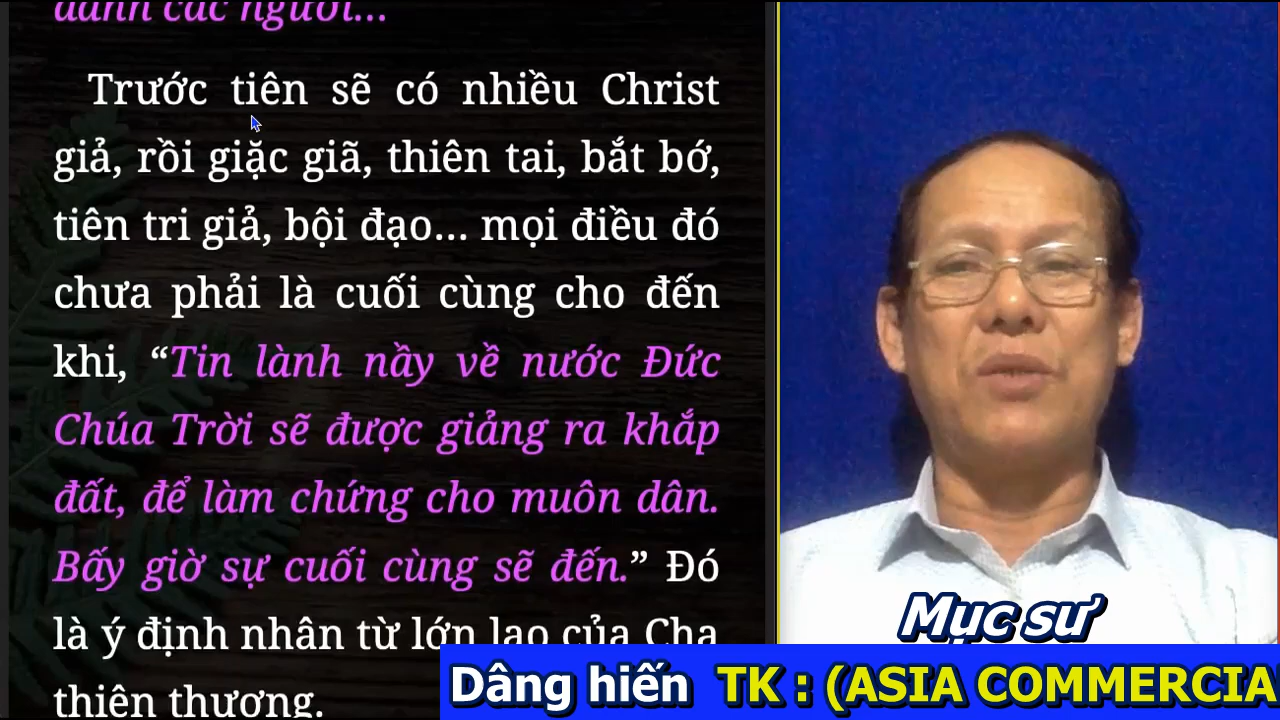 danh các ngươi...
Trước tiên sẽ có nhiều Christ
giả, rồi giặc giã, thiên tai, bắt bớ,
tiên tri giả, bội đạo... mọi điều đó
chưa phải là cuối cùng cho đến
khi, “Tin lành nầy về nước Đức
Chúa Trời sẽ được giảng ra khắp
đất, để làm chứng cho muôn dân.
Bấy giờ sự cuối cùng sẽ đến.” Đó
là ý định nhân từ lớn lao của Cha
thiên thượng.
Mục sư
Dâng hiến TK : (ASIA COMMERCIA